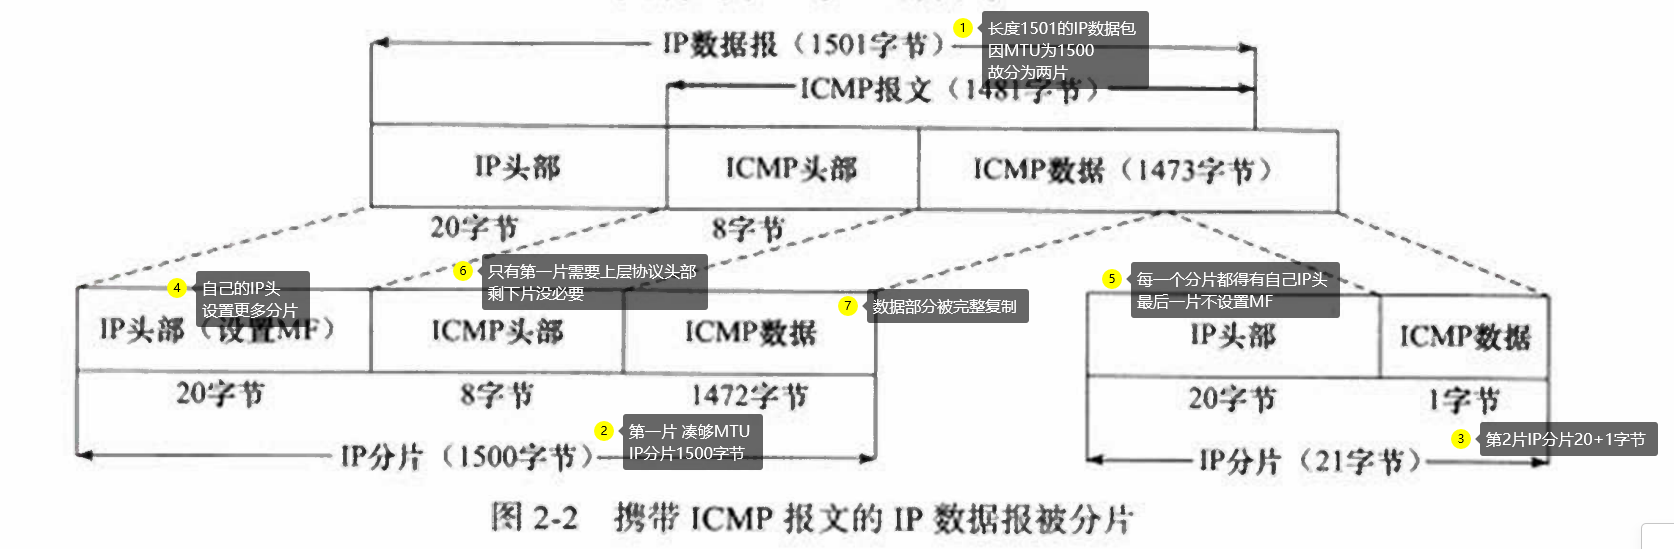 1 长度1501的IP数据包
因MTU为1500
故分为两片
IP数据报（1501字节）
ICMP报文（1481字节）
IP头部 ICMP头部 ICMP数据（1473字节）
20字节 8字节
4 自己的IP头
设置更多分片
6 只有第一片需要上层协议头部
剩下片没必要
7 数据部分被完整复制
5 每一个分片都得有自己IP头
最后一片不设置MF
IP头部（设置MF） ICMP头部 ICMP数据 IP头部 ICMP数据
20字节 8字节 1472字节 20字节 1字节
2 第一片 凑够MTU
IP分片1500字节
3 第2片IP分片20+1字节
IP分片（1500字节） IP分片（21字节）
图 2-2 携带 ICMP 报文的 IP 数据报被分片